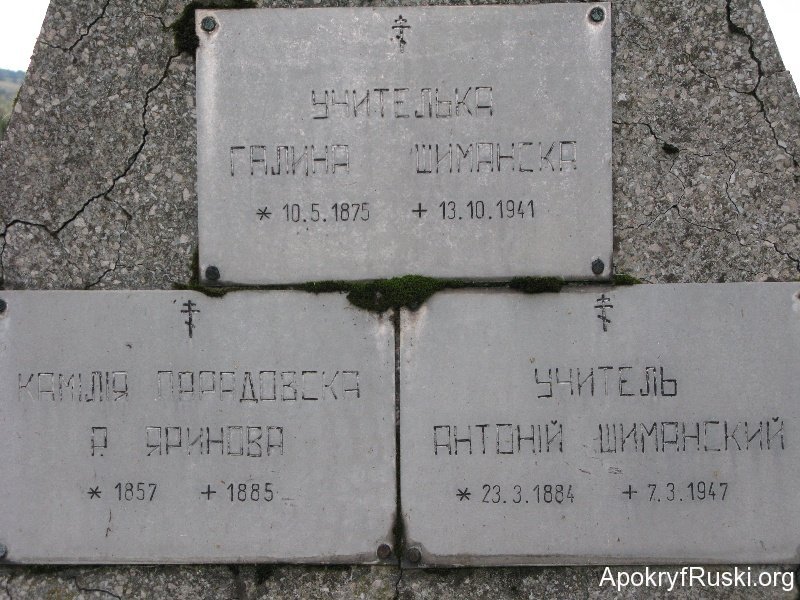 УЧИТЕЛЬКА
ГАЛИНА ШИМАНСКА
* 10.5.1875 + 13.10.1941
КАМІЛІЯ ПАРАДОВСКА
Р. ЯРИНОВА
* 1857 + 1885
УЧИТЕЛЬ
АНТОНІЙ ШИМАНСКИЙ
* 23.3.1884 + 7.3.1947
ApokryfRuski.org